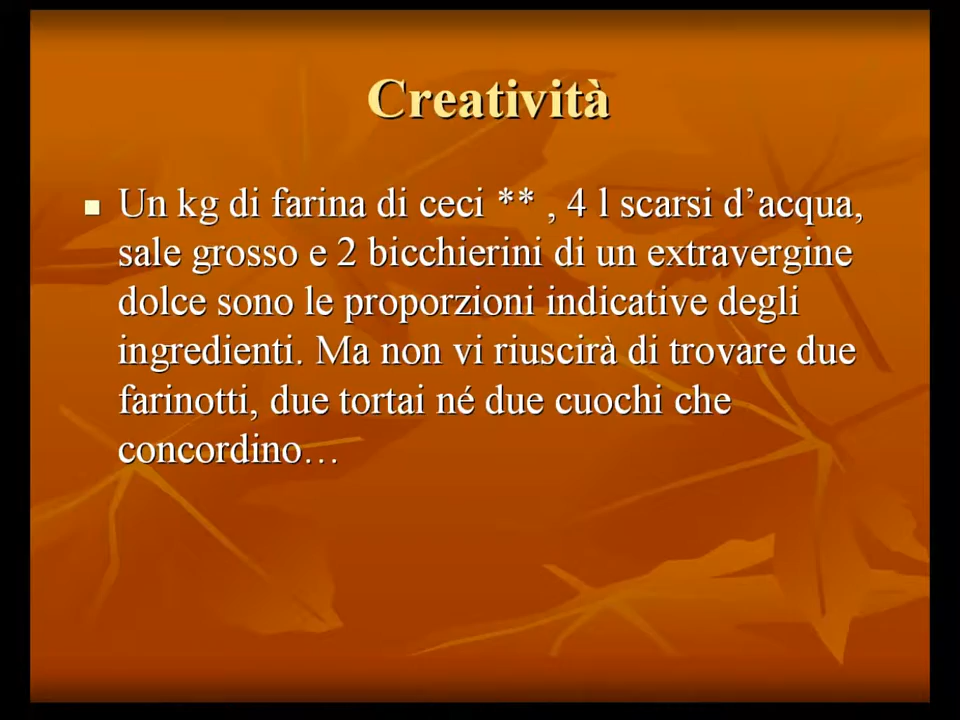 Creatività
Un kg di farina di ceci ** , 4 l scarsi d’acqua,
sale grosso e 2 bicchierini di un extravergine
dolce sono le proporzioni indicative degli
ingredienti. Ma non vi riuscirà di trovare due
farinotti, due tortai né due cuochi che
concordino…